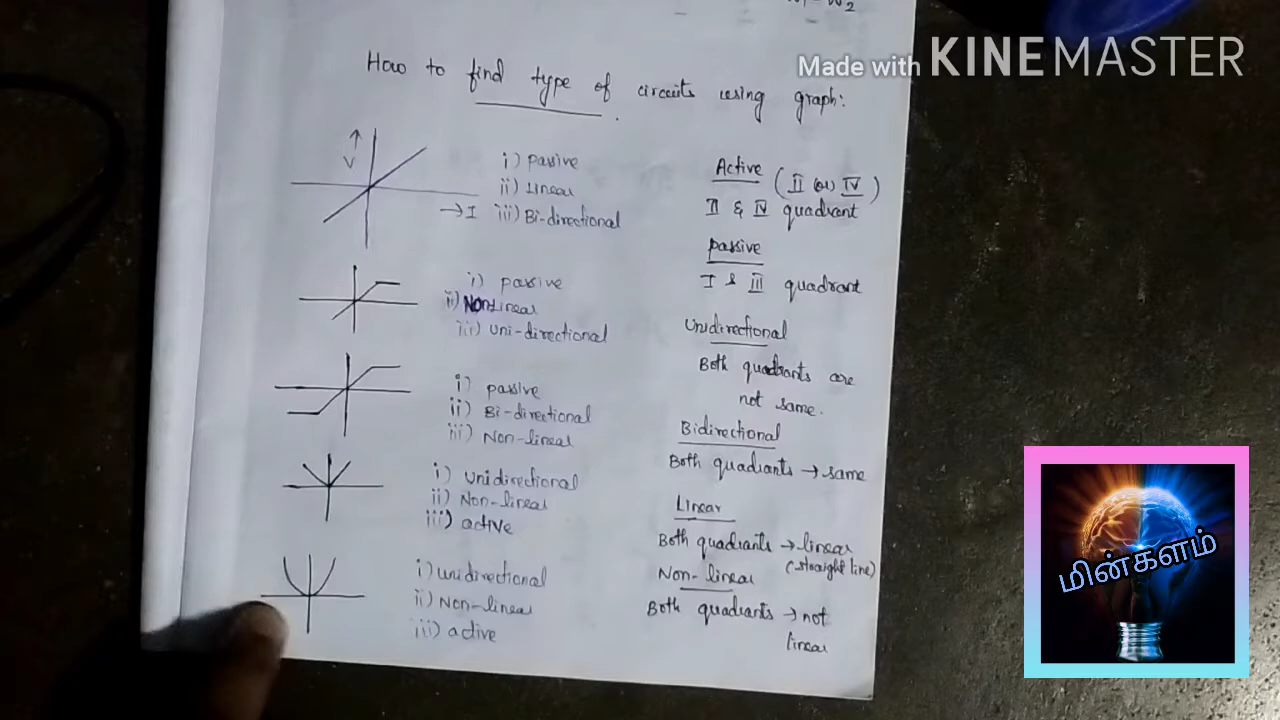 Made with KINEMASTER
How to find type of circuits using graph:
V
→ I
i) passive
ii) Linear
iii) Bi-directional
i) passive
ii) Nonlinear
iii) Uni-directional
i) passive
ii) Bi-directional
iii) Non-linear
i) unidirectional
ii) Non-linear
iii) active
i) unidirectional
ii) Non-linear
iii) active
Active (II (or) IV)
II & IV quadrant
passive
I & III quadrant
Unidirectional
Both quadrants are
not same.
Bidirectional
Both quadrants → same
Linear
Both quadrants → linear
(straight line)
Non-linear
Both quadrants → not
linear
மின்களம்